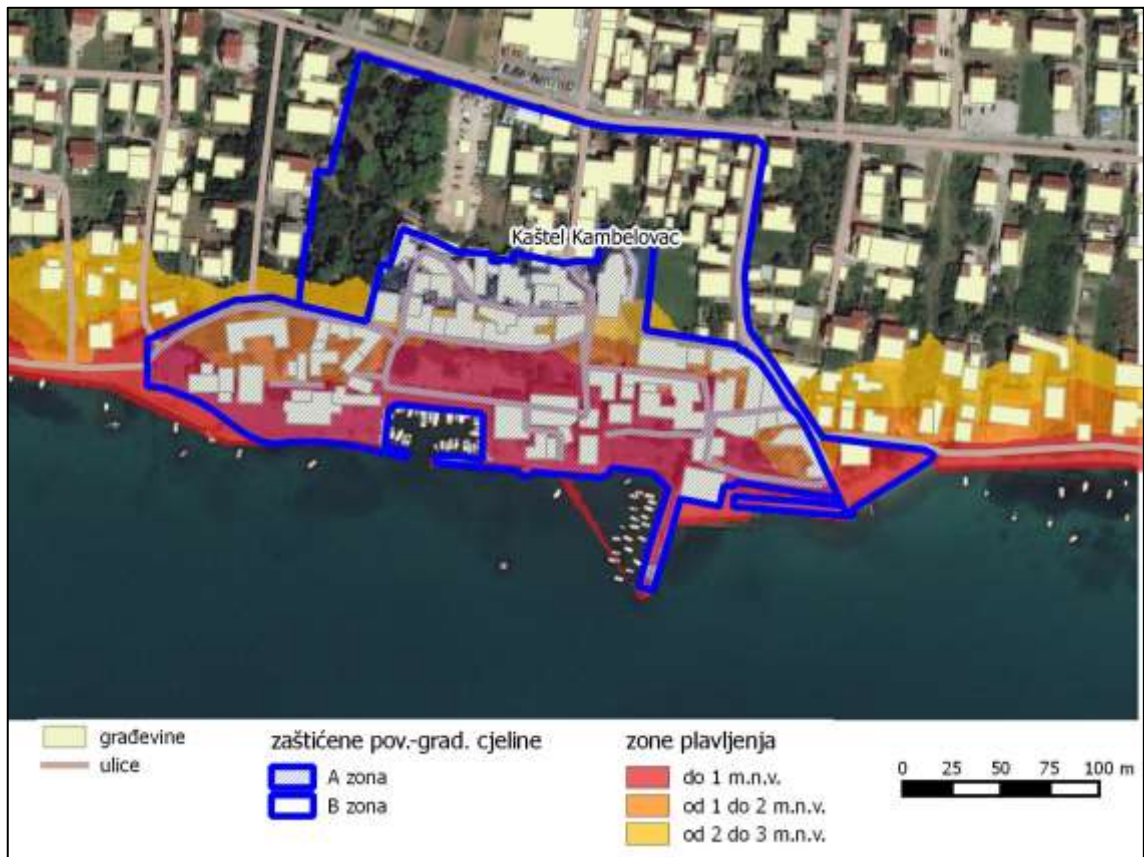 Kaštel Kambelovac
građevine
ulice
zaštićene pov.-grad. cjeline
A zona
B zona
zone plavljenja
do 1 m.n.v.
od 1 do 2 m.n.v.
od 2 do 3 m.n.v.
0 25 50 75 100 m